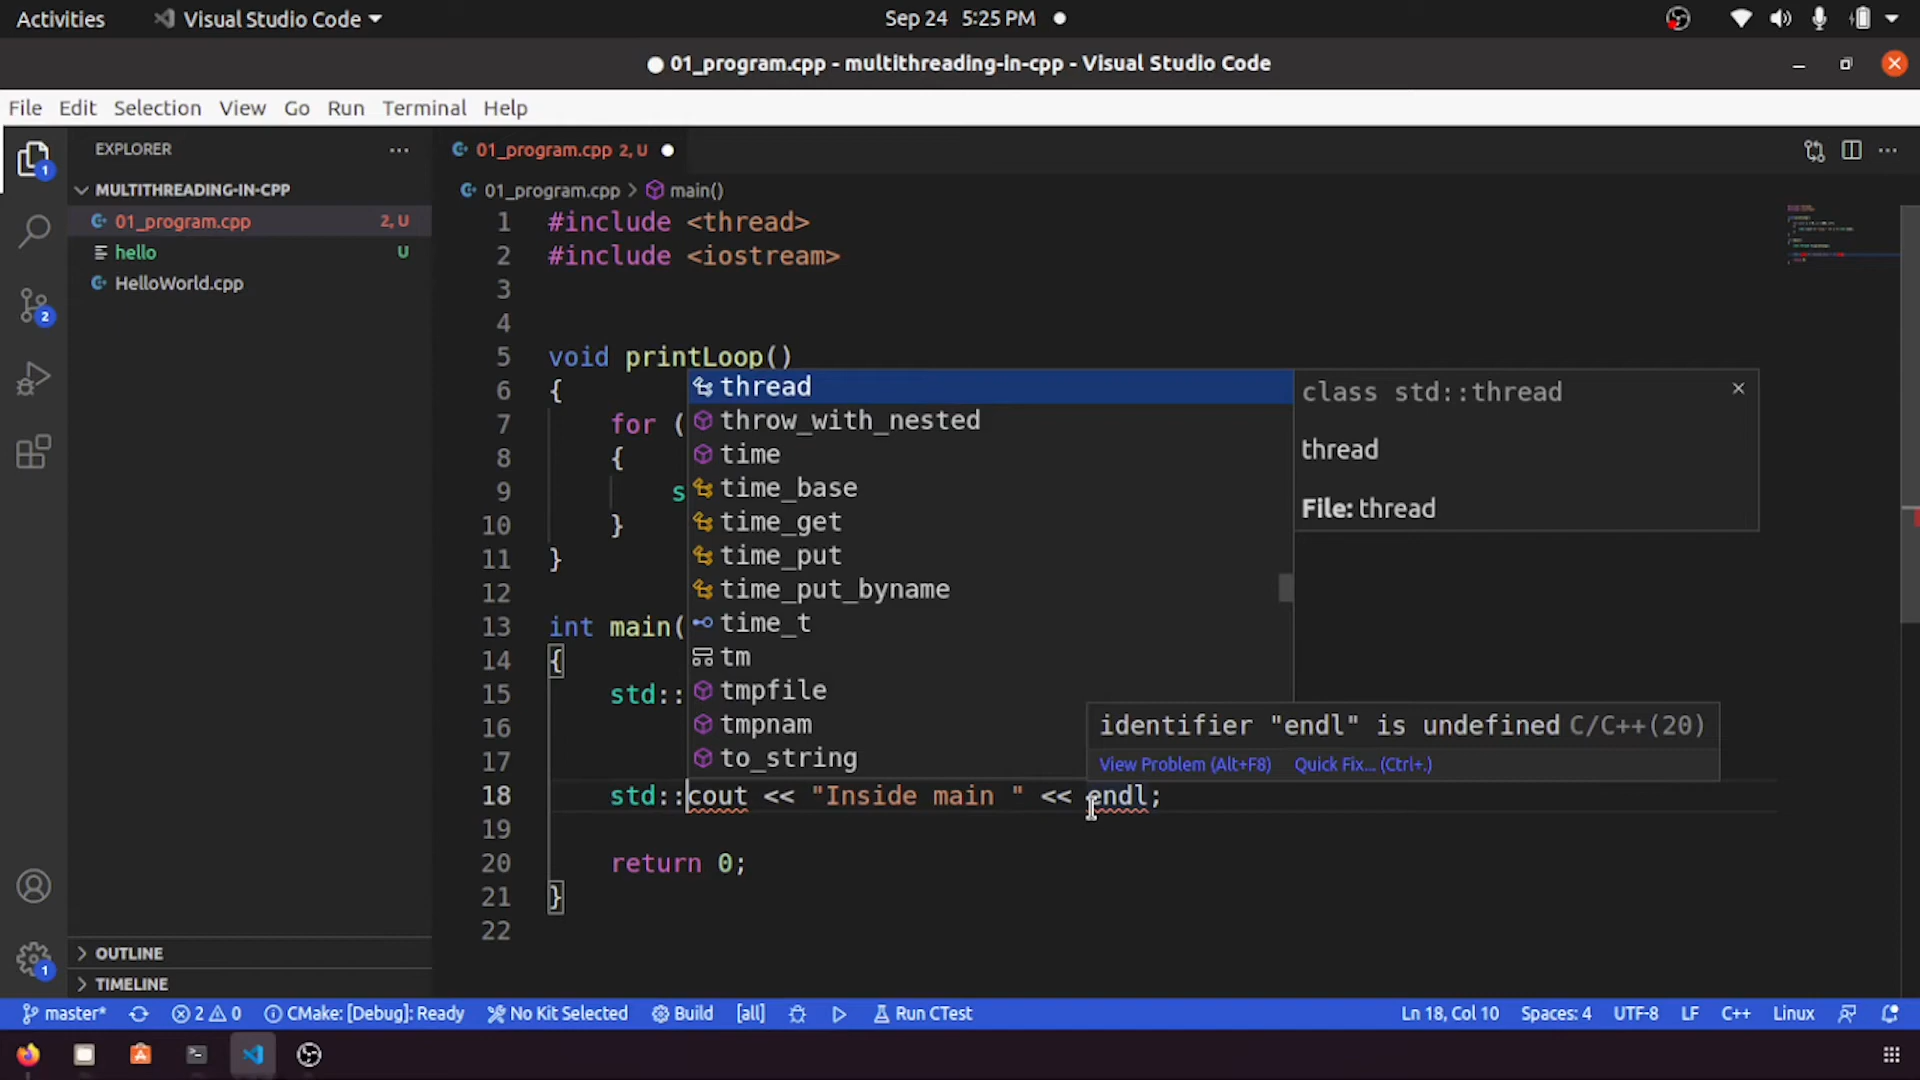 Activities
Visual Studio Code
Sep 24 5:25 PM
01_program.cpp - multithreading-in-cpp - Visual Studio Code
File Edit Selection View Go Run Terminal Help
1
EXPLORER
MULTITHREADING-IN-CPP
01_program.cpp 2, U
hello U
HelloWorld.cpp
2
OUTLINE
1
TIMELINE
01_program.cpp 2, U
01_program.cpp > main()
1 #include <thread>
2 #include <iostream>
3
4
5 void printLoop()
6 {
7 for (
8 {
9 s
10 }
11 }
12
13 int main(
14 {
15 std::
16
17
18 std::cout << "Inside main " << endl;
19
20 return 0;
21 }
22
thread
throw_with_nested
time
time_base
time_get
time_put
time_put_byname
time_t
tm
tmpfile
tmpnam
to_string
class std::thread
thread
File: thread
identifier "endl" is undefined C/C++(20)
View Problem (Alt+F8) Quick Fix... (Ctrl+.)
master* 2 0 CMake: [Debug]: Ready No Kit Selected Build [all] Run CTest Ln 18, Col 10 Spaces: 4 UTF-8 LF C++ Linux